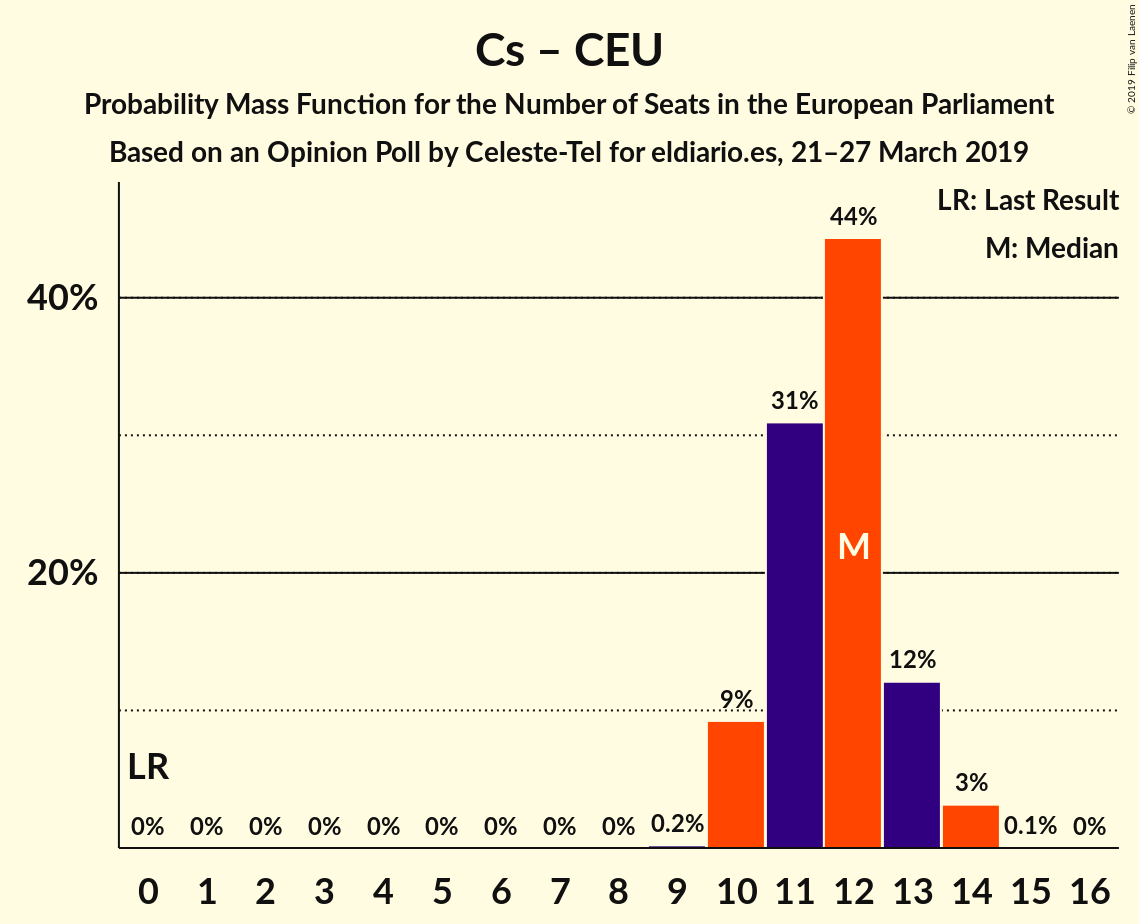 Cs – CEU
Probability Mass Function for the Number of Seats in the European Parliament
Based on an Opinion Poll by Celeste-Tel for eldiario.es, 21–27 March 2019
© 2019 Filip van Laenen
LR: Last Result
M: Median
44%
40%
31%
M
20%
12%
9%
LR
3%
0% 0% 0% 0% 0% 0% 0% 0% 0% 0.2% 0.1% 0%
0 1 2 3 4 5 6 7 8 9 10 11 12 13 14 15 16